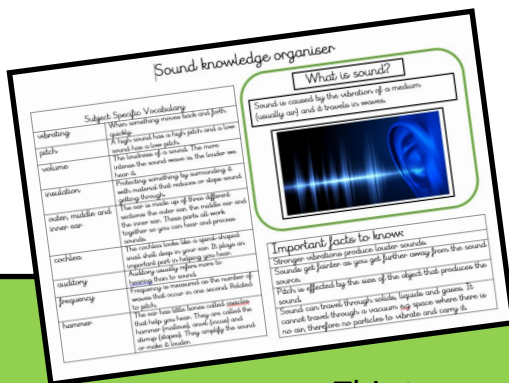 Sound knowledge organiser
Subject Specific Vocabulary
vibrating
When something moves back and forth
quickly.
pitch
A high sound has a high pitch and a low
sound has a low pitch.
volume
The loudness of a sound. The more
intense the sound wave is the louder we
hear it.
insulation
Protecting something by surrounding it
with material that reduces or stops sound
getting through.
outer, middle and
inner ear
The ear is made up of three different
sections: the outer ear, the middle ear and
the inner ear. These parts all work
together so you can hear and process
sounds.
cochlea
The cochlea looks like a spiral-shaped
snail shell deep in your ear. It plays an
important part in helping you hear.
auditory
Auditory usually refers more to
hearing than to sound.
frequency
Frequency is measured as the number of
waves that occur in one second. Related
to pitch.
hammer
The ear has little bones called ossicles
that help you hear. They are called the
hammer (malleus), anvil (incus) and
stirrup (stapes). They amplify the sound
or make it louder.
What is sound?
Sound is caused by the vibration of a medium
(usually air) and it travels in waves.
Important facts to know:
Stronger vibrations produce louder sounds.
Sounds get fainter as you get further away from the sound
source.
Pitch is effected by the size of the object that produces the
sound.
Sound can travel through solids, liquids and gases. It
cannot travel through a vacuum e.g space where there is
no air therefore no particles to vibrate and carry it.